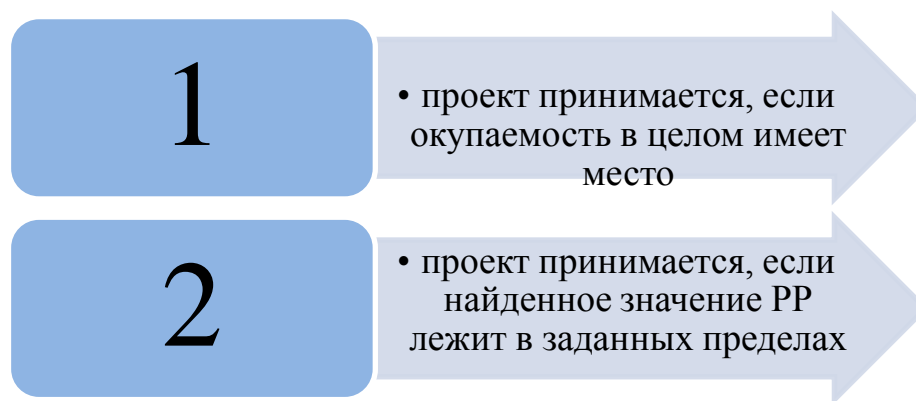 1
• проект принимается, если
окупаемость в целом имеет
место
2
• проект принимается, если
найденное значение PP
лежит в заданных пределах